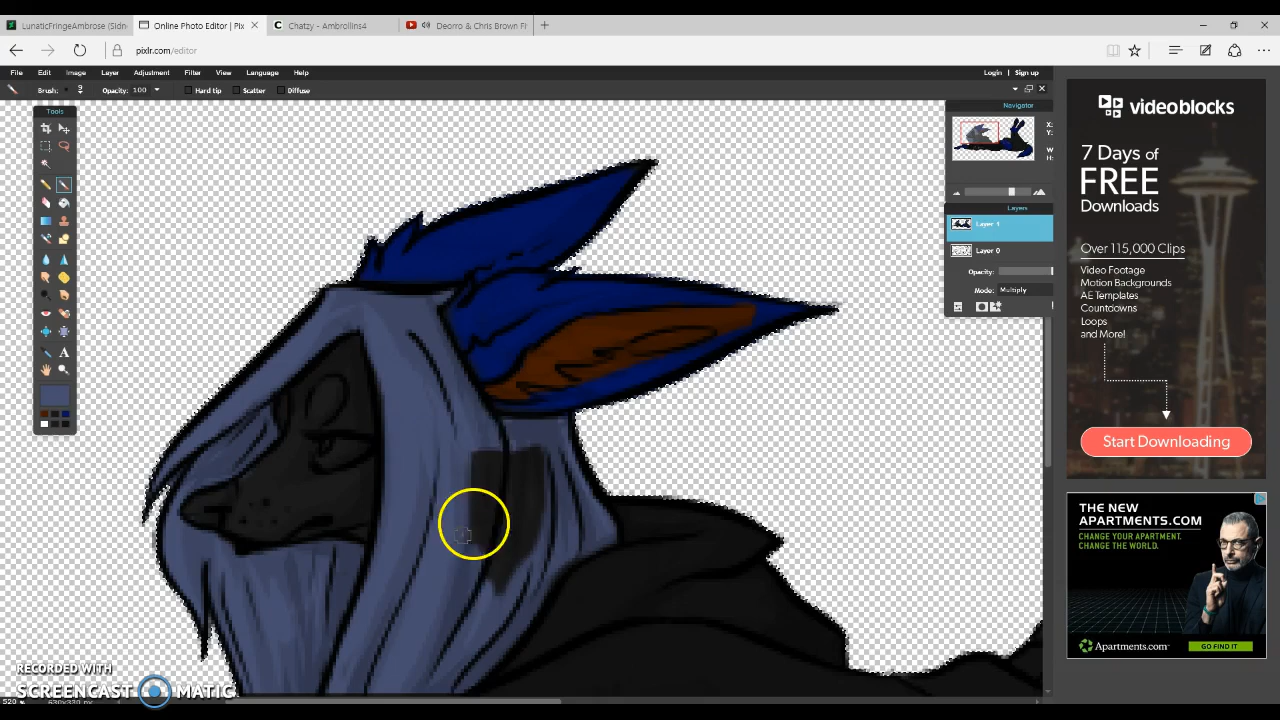 LunaticFringeAmbrose (Sidn
Online Photo Editor | Pix
Chatzy - Ambrollins4
Deorro & Chris Brown Fi
pixlr.com/editor
File Edit Image Layer Adjustment Filter View Language Help
Login | Sign up
Brush: 9 Opacity: 100 Hard tip Scatter Diffuse
Tools
Navigator
X:
Y:
W
H:
Layers
Layer 1
Layer 0
Opacity:
Mode: Multiply
videoblocks
7 Days of
FREE
Downloads
Over 115,000 Clips
Video Footage
Motion Backgrounds
AE Templates
Countdowns
Loops
and More!
Start Downloading
THE NEW
APARTMENTS.COM
CHANGE YOUR APARTMENT.
CHANGE THE WORLD.
Apartments.com
GO FIND IT
RECORDED WITH
SCREENCAST MATIC
520 % 630x330 px